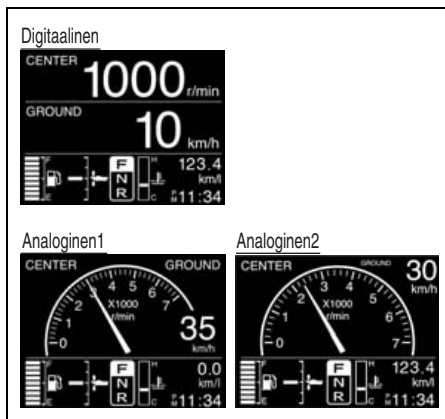 Digitaalinen
CENTER
1000 r/min
GROUND
10 km/h
F
E
F
N
R
H
C
123.4
km/l
PM 11:34
Analoginen1
CENTER GROUND
0 1 2 3 4 5 6 7
X1000
r/min
35
km/h
F
E
F
N
R
H
C
0.0
km/l
11:34
Analoginen2
CENTER GROUND 30
km/h
0 1 2 3 4 5 6 7
X1000
r/min
F
E
F
N
R
H
C
123.4
km/l
11:34